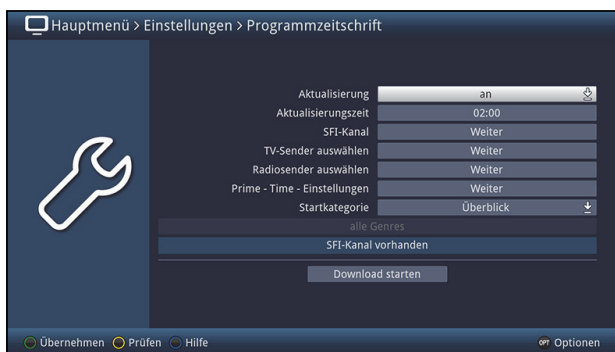 Hauptmenü > Einstellungen > Programmzeitschrift
Aktualisierung an
Aktualisierungszeit 02:00
SFI-Kanal Weiter
TV-Sender auswählen Weiter
Radiosender auswählen Weiter
Prime - Time - Einstellungen Weiter
Startkategorie Überblick
alle Genres
SFI-Kanal vorhanden
Download starten
Übernehmen Prüfen Hilfe OPT Optionen